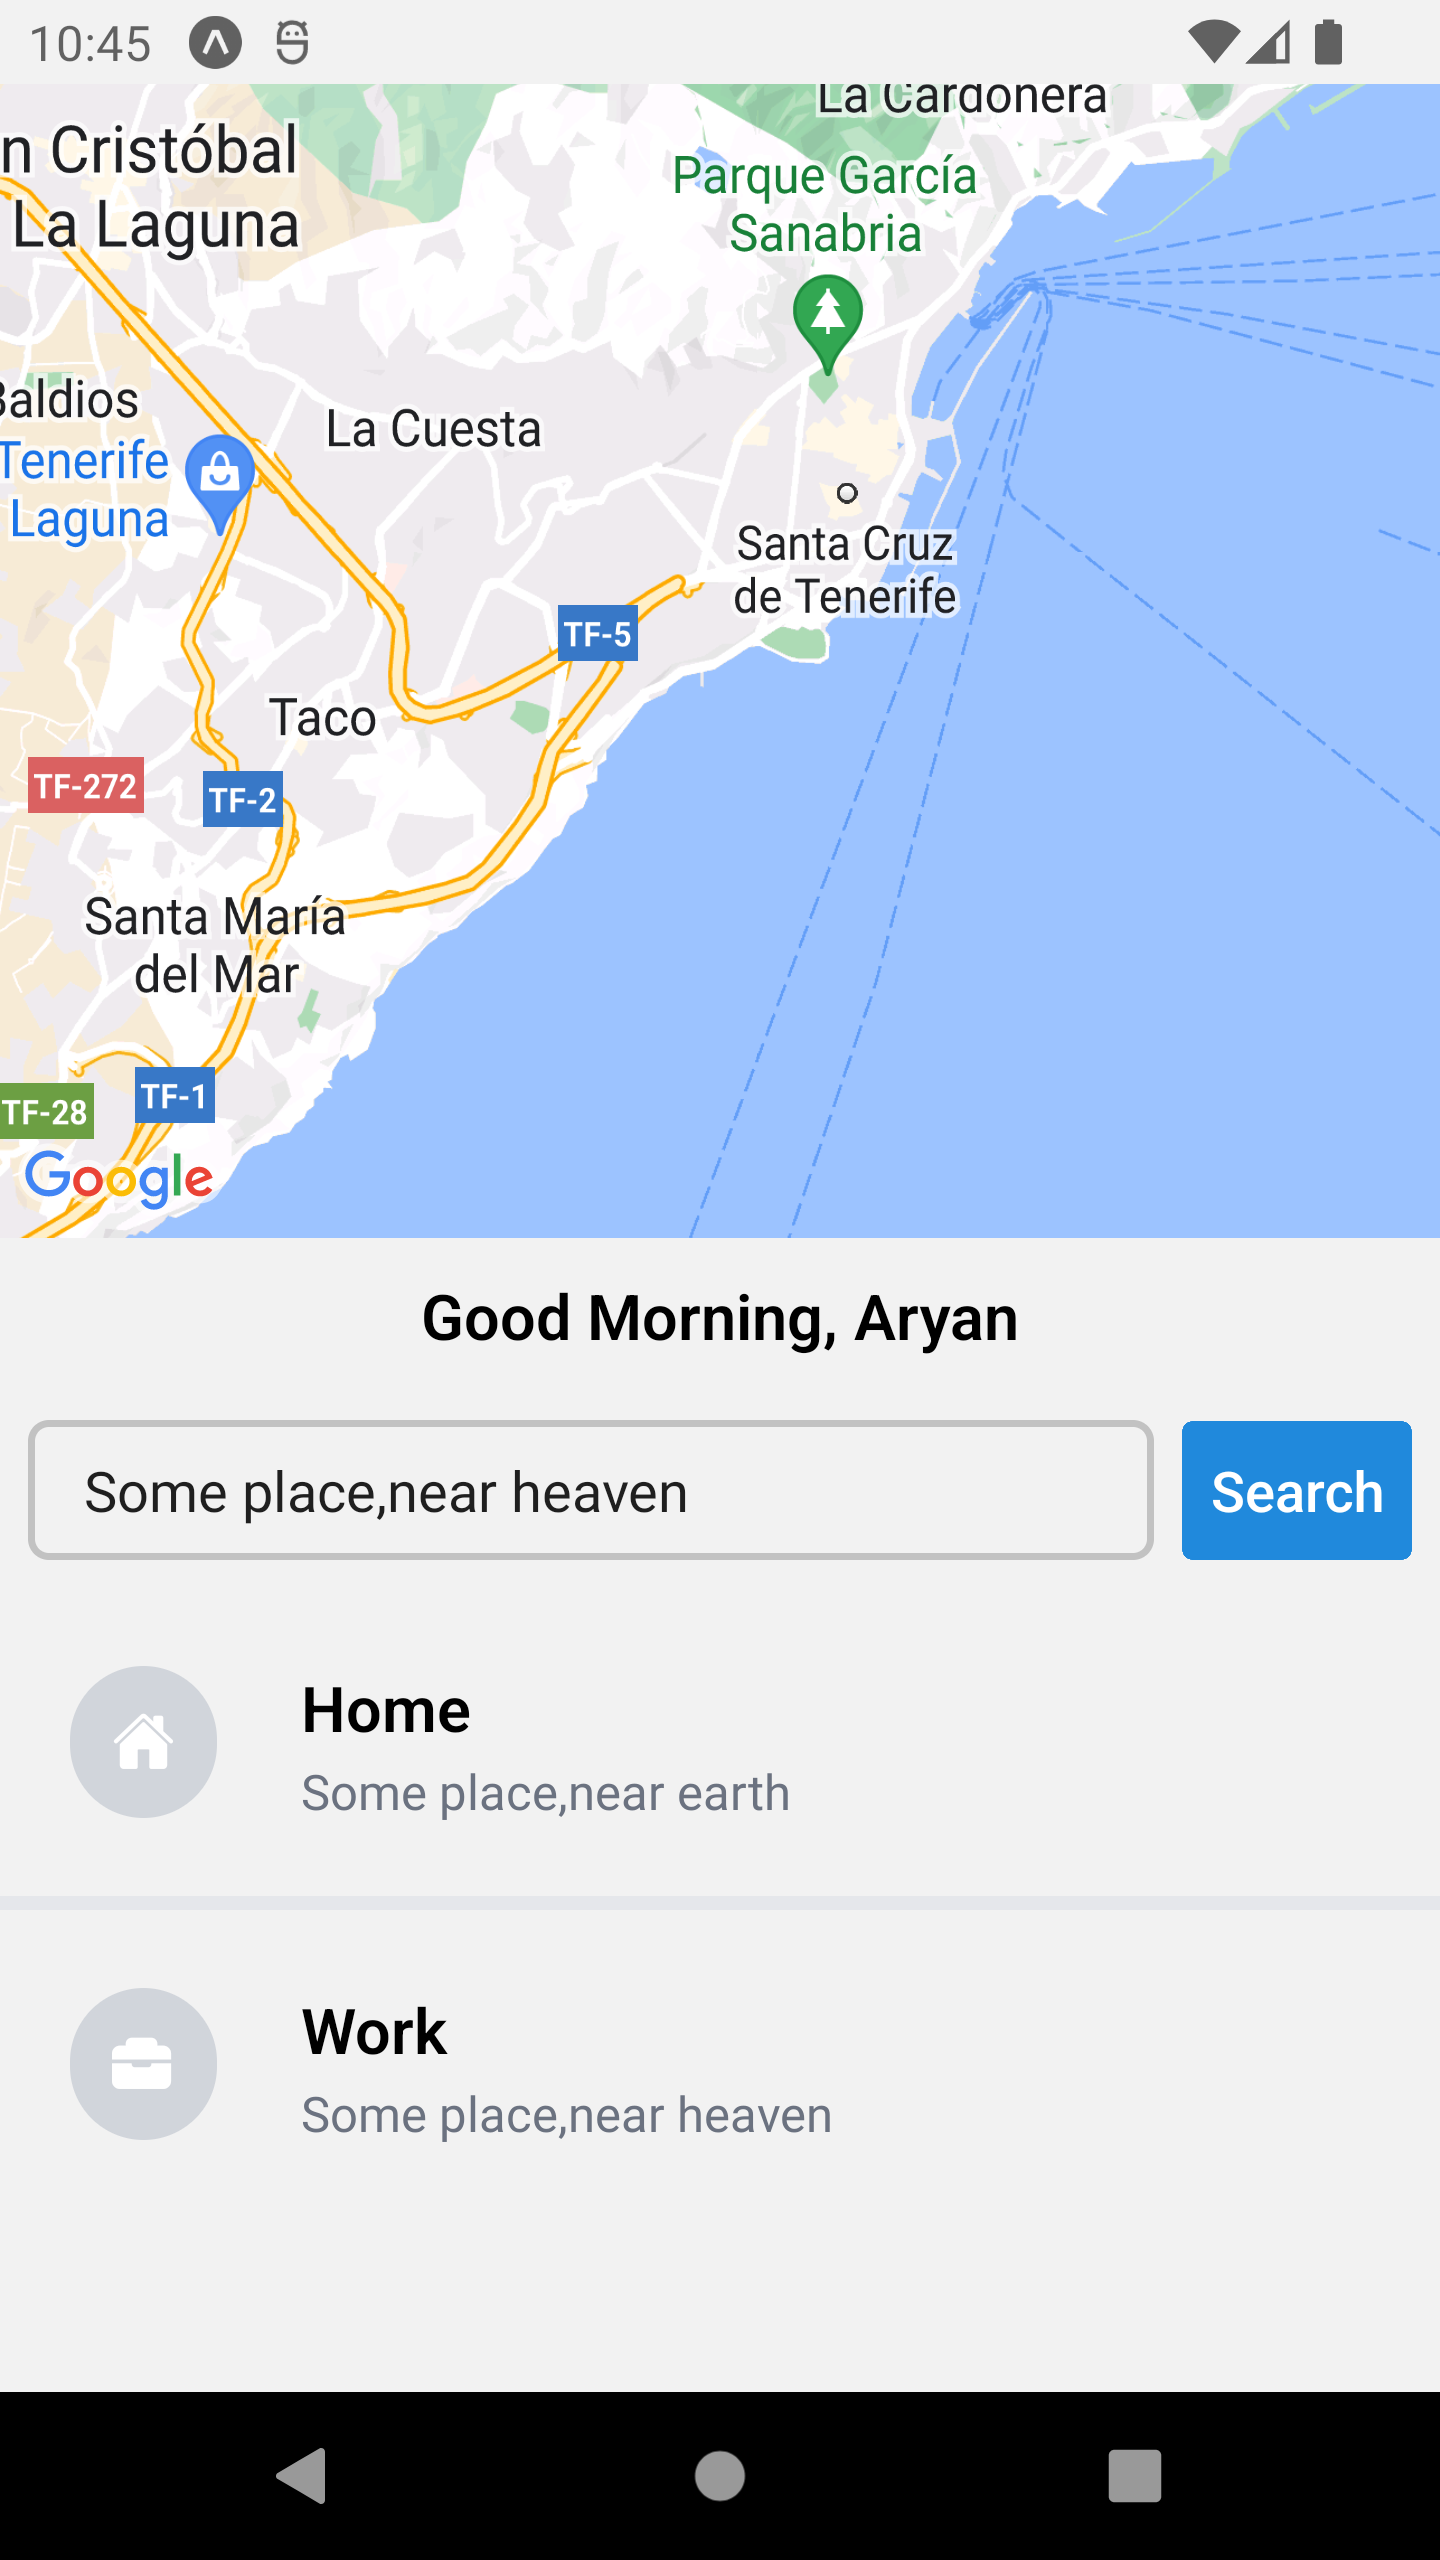 10:45
La Cardonera
n Cristóbal
La Laguna
Parque García
Sanabria
Baldios
La Cuesta
Tenerife
Laguna
Santa Cruz
de Tenerife
TF-5
Taco
TF-272
TF-2
Santa María
del Mar
TF-1
TF-28
Google
Good Morning, Aryan
Some place,near heaven
Search
Home
Some place,near earth
Work
Some place,near heaven